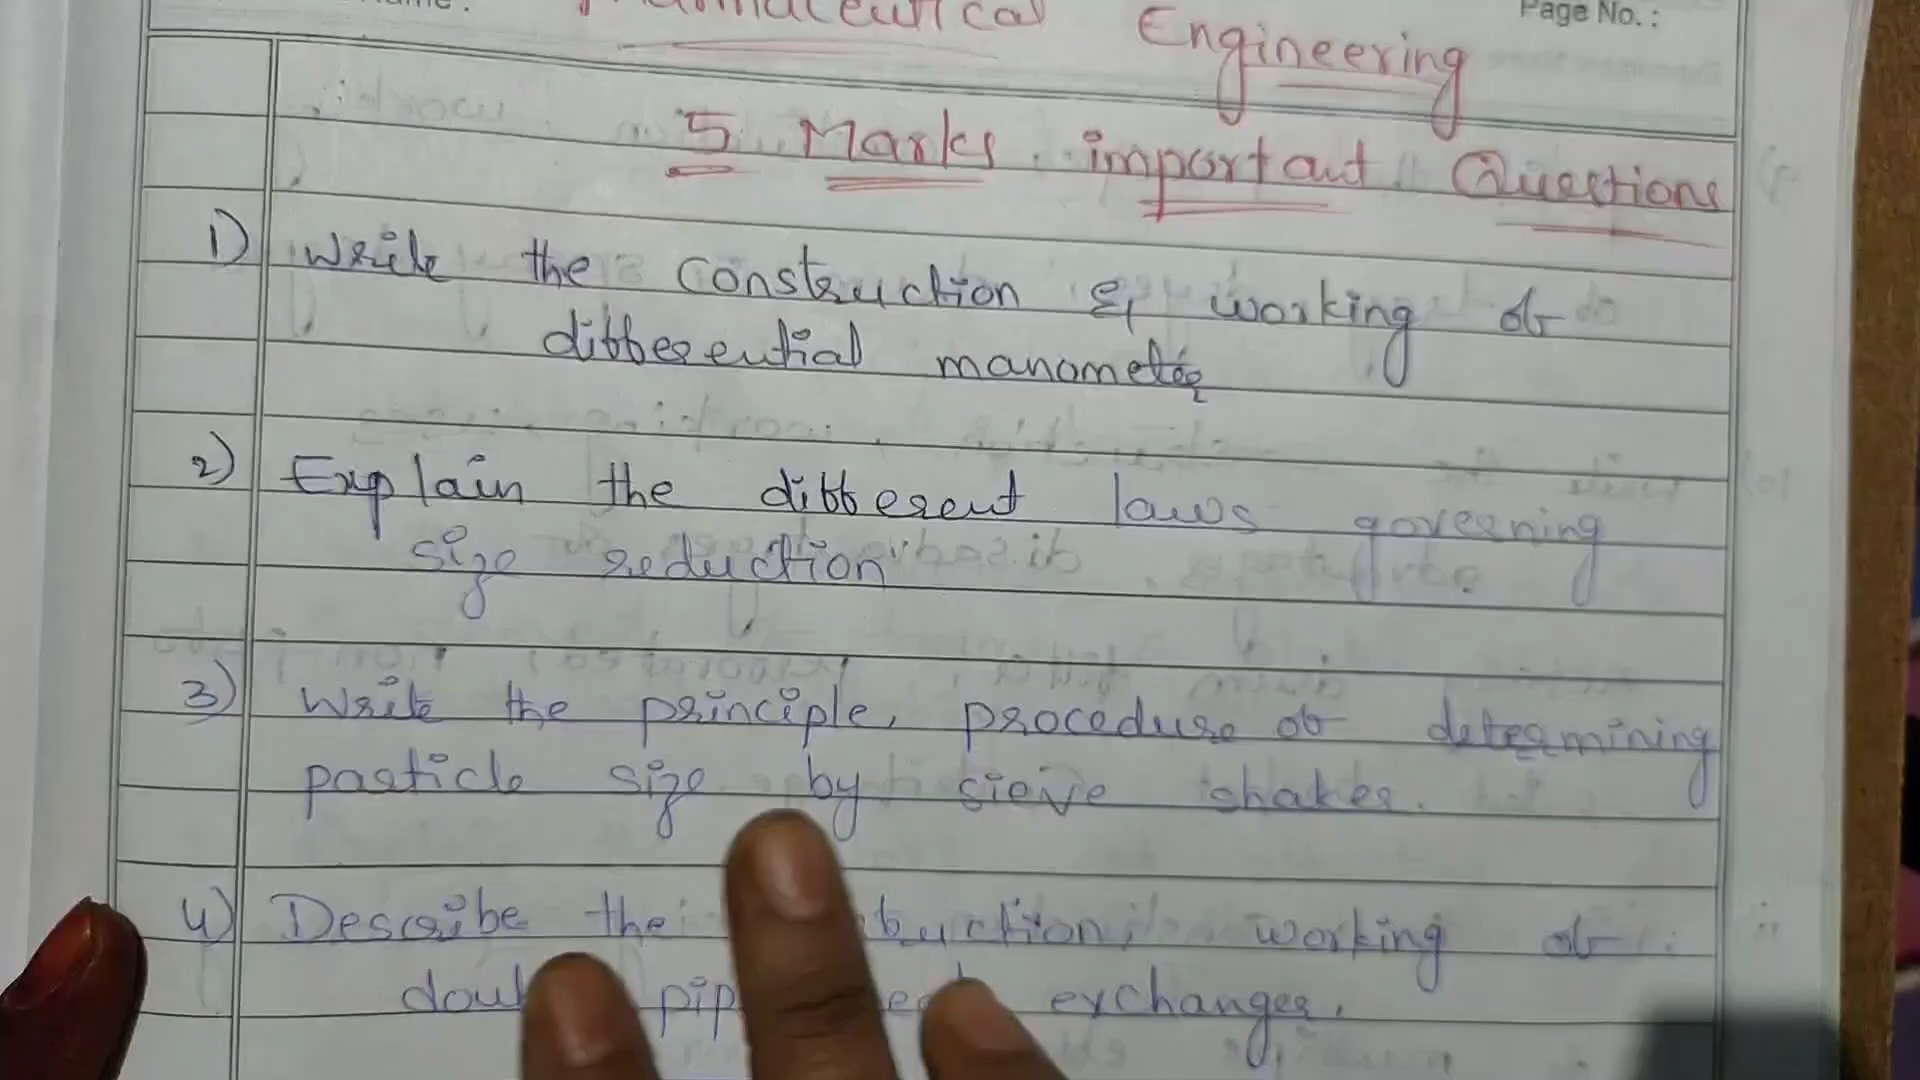 Page No.:
Pharmaceutical Engineering
5 Marks important Questions
1) Write the construction & working of
differential manometer
2) Explain the different laws governing
size reduction
3) Write the principle, procedure of determining
particle size by sieve shaker.
4) Describe the working of
exchanger.